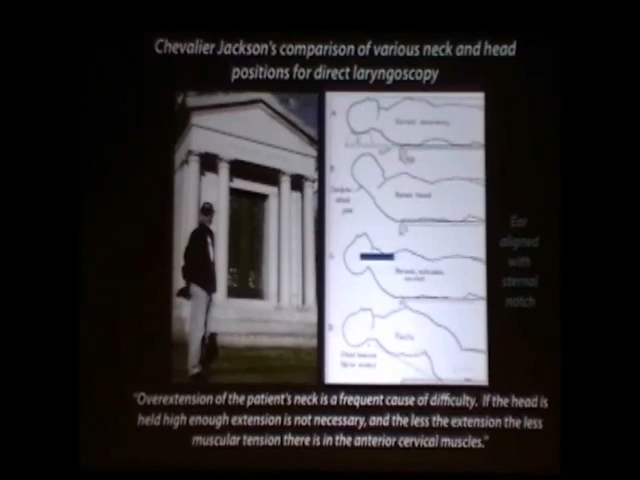 Chevalier Jackson's comparison of various neck and head
positions for direct laryngoscopy
A
B
C
Ear
aligned
with
sternal
notch
"Overextension of the patient's neck is a frequent cause of difficulty. If the head is
held high enough extension is not necessary, and the less the extension the less
muscular tension there is in the anterior cervical muscles."